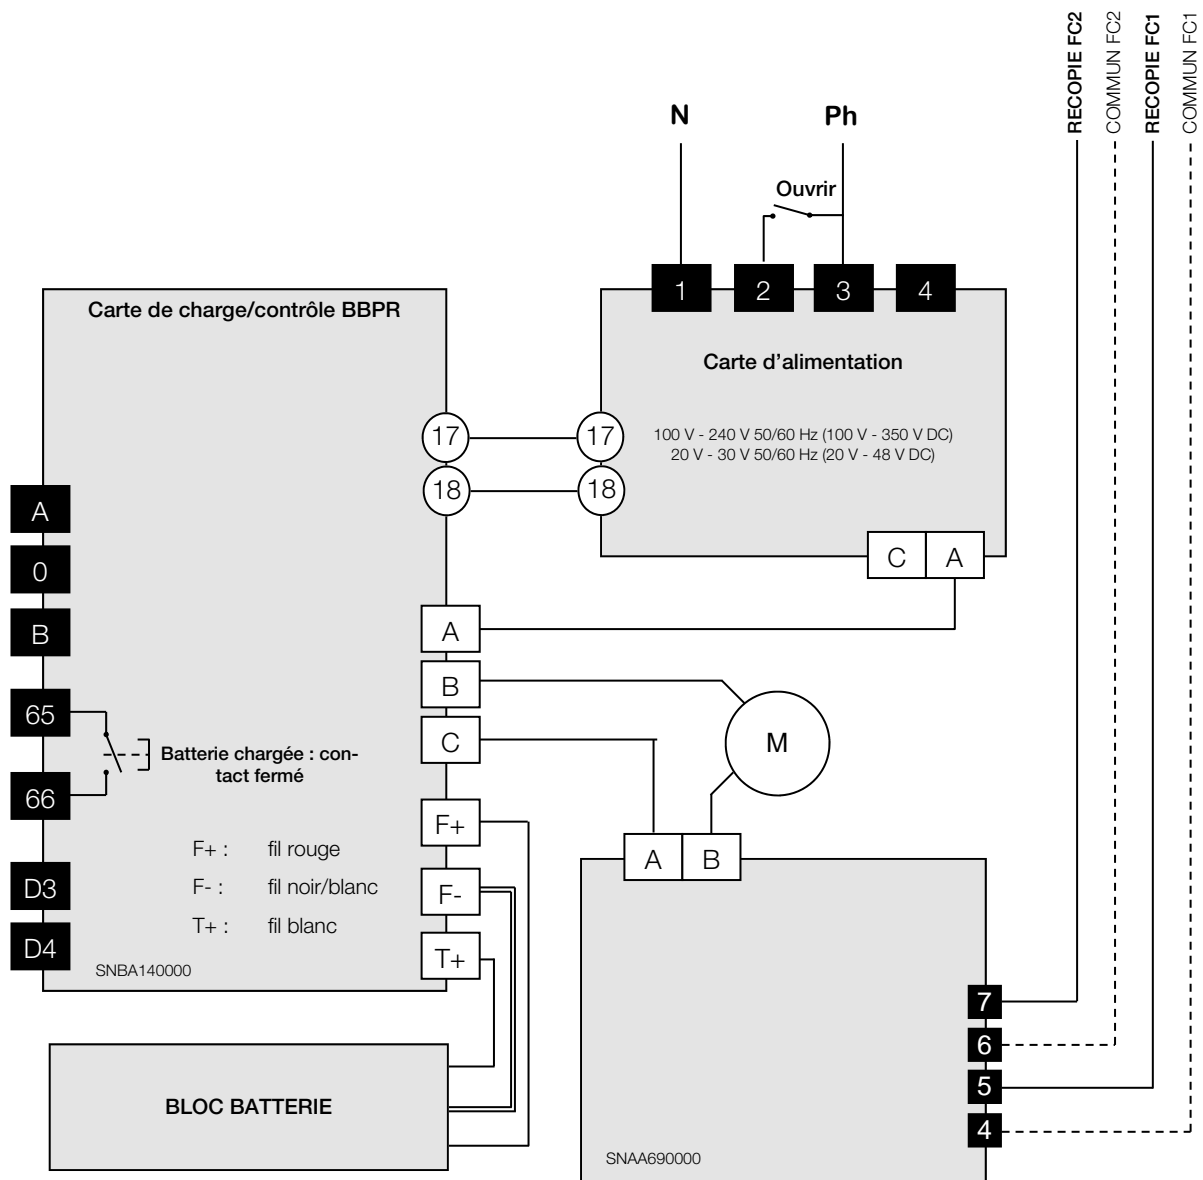 RECOPIE FC2
COMMUN FC2
RECOPIE FC1
COMMUN FC1
N
Ph
Ouvrir
1
2
3
4
Carte de charge/contrôle BBPR
Carte d'alimentation
100 V - 240 V 50/60 Hz (100 V - 350 V DC)
20 V - 30 V 50/60 Hz (20 V - 48 V DC)
17
17
18
18
C
A
A
0
B
65
66
D3
D4
A
B
C
F+
F-
T+
M
Batterie chargée : con-
tact fermé
F+ : fil rouge
F- : fil noir/blanc
T+ : fil blanc
SNBA140000
BLOC BATTERIE
A
B
7
6
5
4
SNAA690000